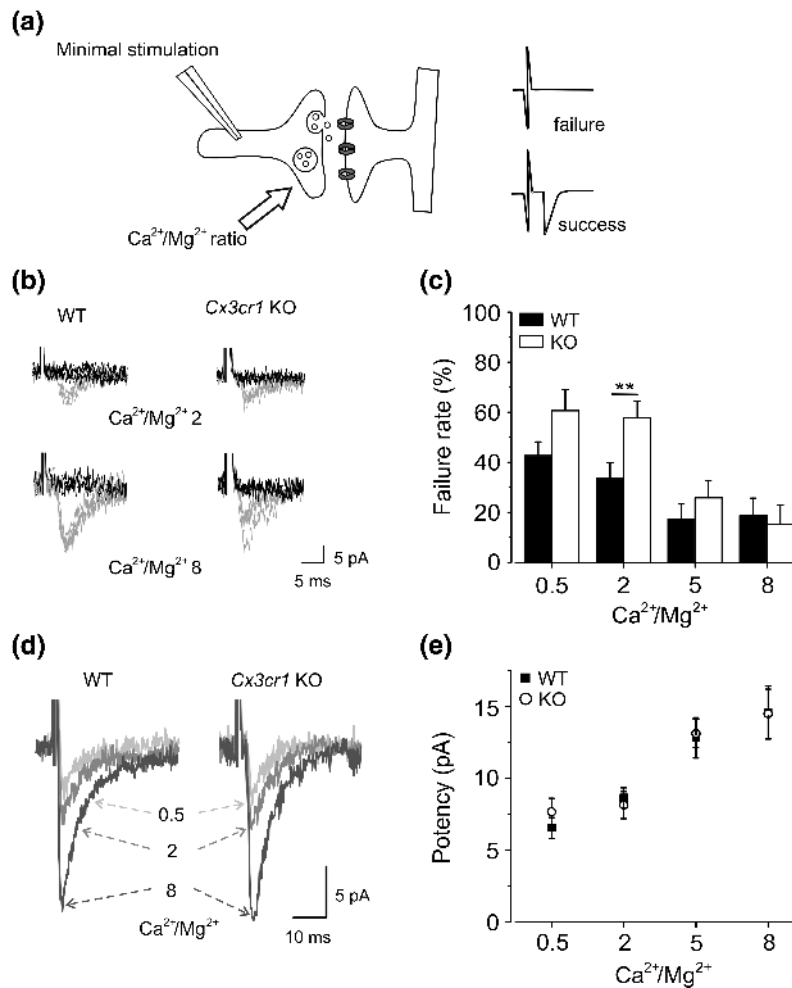 (a)
Minimal stimulation
Ca²⁺/Mg²⁺ ratio
failure
success
(b)
WT
Cx3cr1 KO
Ca²⁺/Mg²⁺ 2
Ca²⁺/Mg²⁺ 8
5 pA
5 ms
(c)
WT
KO
**
Failure rate (%)
100
80
60
40
20
0
0.5 2 5 8
Ca²⁺/Mg²⁺
(d)
WT
Cx3cr1 KO
0.5
2
8
Ca²⁺/Mg²⁺
5 pA
10 ms
(e)
WT
KO
Potency (pA)
15
10
5
0
0.5 2 5 8
Ca²⁺/Mg²⁺